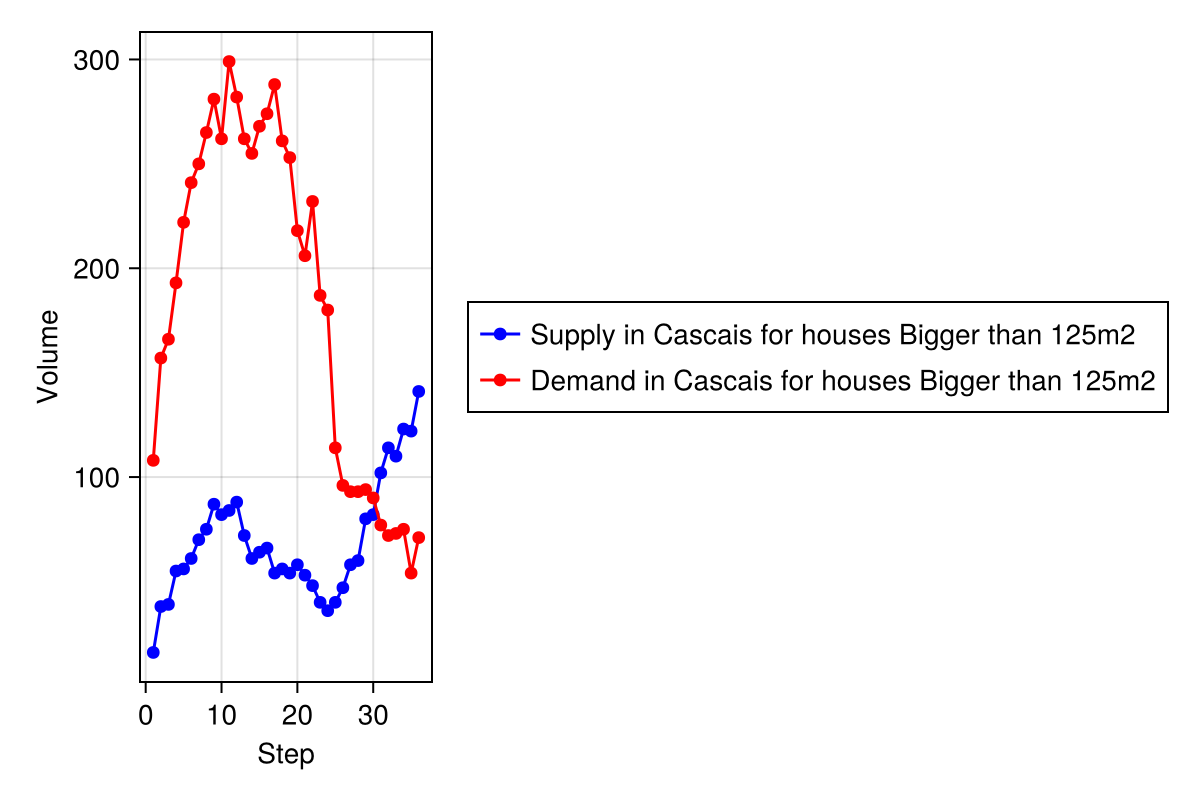 300
200
100
Volume
0 10 20 30
Step
Supply in Cascais for houses Bigger than 125m2
Demand in Cascais for houses Bigger than 125m2